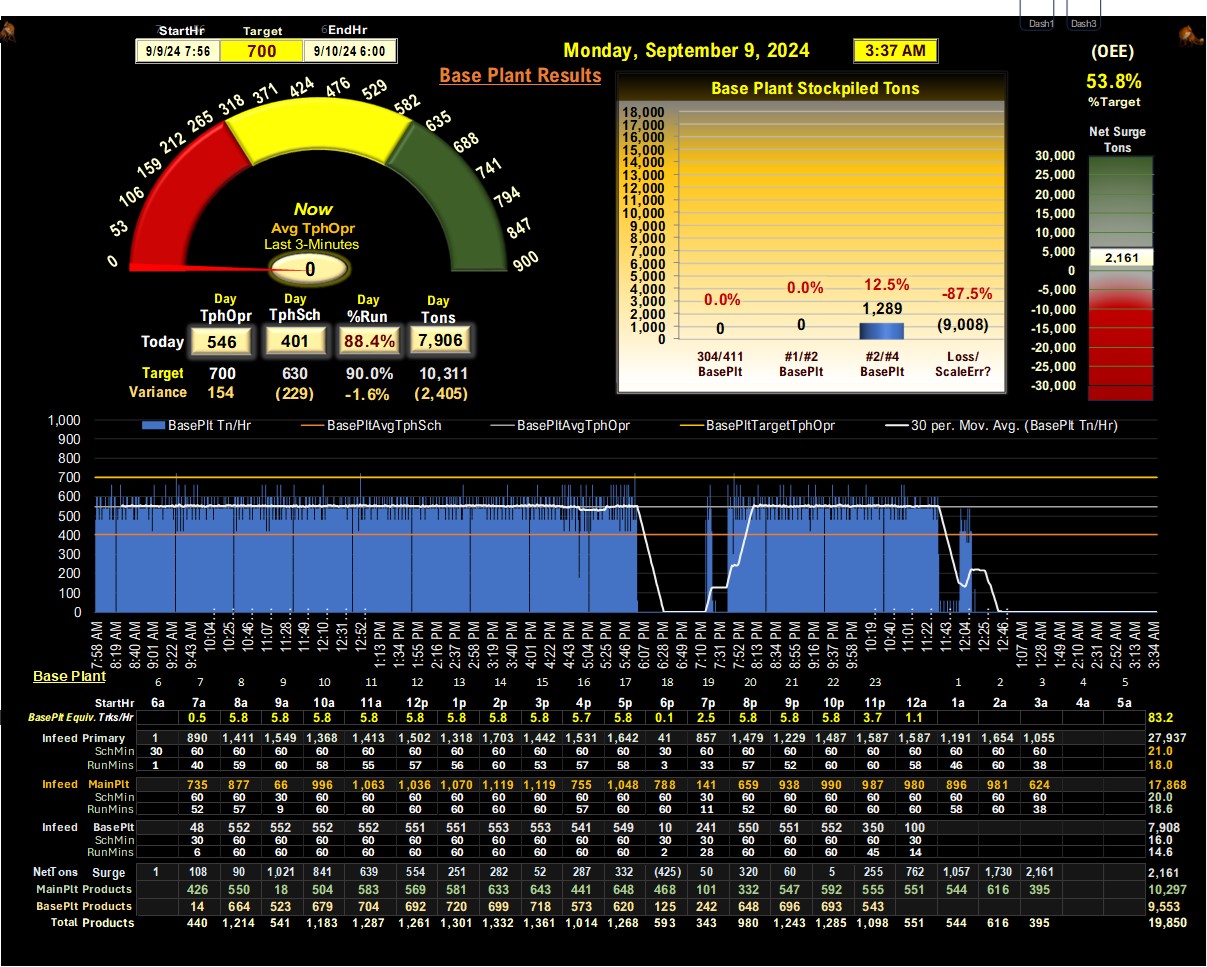 Dash1 Dash3
StartHr Target EndHr
9/9/24 7:56 700 9/10/24 6:00
Monday, September 9, 2024 3:37 AM
(OEE)
53.8%
%Target
Base Plant Results
Base Plant Stockpiled Tons
18,000
17,000
16,000
15,000
14,000
13,000
12,000
11,000
10,000
9,000
8,000
7,000
6,000
5,000
4,000
3,000
2,000
1,000
0
0.0% 0.0% 12.5% -87.5%
0 0 1,289 (9,008)
304/411 #1/#2 #2/#4 Loss/
BasePlt BasePlt BasePlt ScaleErr?
Net Surge
Tons
30,000
25,000
20,000
15,000
10,000
5,000
0
-5,000
-10,000
-15,000
-20,000
-25,000
-30,000
2,161
0 53 106 159 212 265 318 371 424 476 529 582 635 688 741 794 847 900
Now
Avg TphOpr
Last 3-Minutes
0
Day Day Day Day
TphOpr TphSch %Run Tons
Today 546 401 88.4% 7,906
Target 700 630 90.0% 10,311
Variance 154 (229) -1.6% (2,405)
BasePlt Tn/Hr BasePltAvgTphSch BasePltAvgTphOpr BasePltTargetTphOpr 30 per. Mov. Avg. (BasePlt Tn/Hr)
1,000
900
800
700
600
500
400
300
200
100
0
7:58 AM 8:19 AM 8:40 AM 9:01 AM 9:22 AM 9:43 AM 10:04... 10:25... 10:46... 11:07... 11:28... 11:49... 12:10... 12:31... 12:52... 1:13 PM 1:34 PM 1:55 PM 2:16 PM 2:37 PM 2:58 PM 3:19 PM 3:40 PM 4:01 PM 4:22 PM 4:43 PM 5:04 PM 5:25 PM 5:46 PM 6:07 PM 6:28 PM 6:49 PM 7:10 PM 7:31 PM 7:52 PM 8:13 PM 8:34 PM 8:55 PM 9:16 PM 9:37 PM 9:58 PM 10:19... 10:40... 11:01... 11:22... 11:43... 12:04... 12:25... 12:46... 1:07 AM 1:28 AM 1:49 AM 2:10 AM 2:31 AM 2:52 AM 3:13 AM 3:34 AM
Base Plant
6 7 8 9 10 11 12 13 14 15 16 17 18 19 20 21 22 23 1 2 3 4 5
StartHr 6a 7a 8a 9a 10a 11a 12p 1p 2p 3p 4p 5p 6p 7p 8p 9p 10p 11p 12a 1a 2a 3a 4a 5a
BasePlt Equiv. Trks/Hr 0.5 5.8 5.8 5.8 5.8 5.8 5.8 5.8 5.8 5.7 5.8 0.1 2.5 5.8 5.8 5.8 3.7 1.1 83.2
Infeed Primary 1 890 1,411 1,549 1,368 1,413 1,502 1,318 1,703 1,442 1,531 1,642 41 857 1,479 1,229 1,487 1,587 1,587 1,191 1,654 1,055 27,937
SchMin 30 60 60 60 60 60 60 60 60 60 60 60 30 60 60 60 60 60 60 60 60 60 21.0
RunMins 1 40 59 60 58 55 57 56 60 53 57 58 3 33 57 52 60 60 58 46 60 38 18.0
Infeed MainPlt 735 877 66 996 1,063 1,036 1,070 1,119 1,119 755 1,048 788 141 659 938 990 987 980 896 981 624 17,868
SchMin 60 60 30 60 60 60 60 60 60 60 60 60 30 60 60 60 60 60 60 60 60 20.0
RunMins 52 57 9 60 60 60 60 60 60 52 60 60 11 52 60 60 60 60 58 60 38 18.6
Infeed BasePlt 48 552 552 552 552 551 551 553 553 541 549 10 241 550 551 552 350 100 7,908
SchMin 30 60 60 60 60 60 60 60 60 60 60 30 30 60 60 60 60 30 16.0
RunMins 6 60 60 60 60 60 60 60 60 60 60 2 28 60 60 60 45 14 14.6
NetTons Surge 1 108 90 1,021 841 639 554 251 282 52 287 332 (425) 50 320 60 5 255 762 1,057 1,730 2,161 2,161
MainPlt Products 426 550 18 504 583 569 581 633 643 441 648 468 101 332 547 592 555 551 544 616 395 10,297
BasePlt Products 14 664 523 679 704 692 720 699 718 573 620 125 242 648 696 693 543 9,553
Total Products 440 1,214 541 1,183 1,287 1,261 1,301 1,332 1,361 1,014 1,268 593 343 980 1,243 1,285 1,098 551 544 616 395 19,850